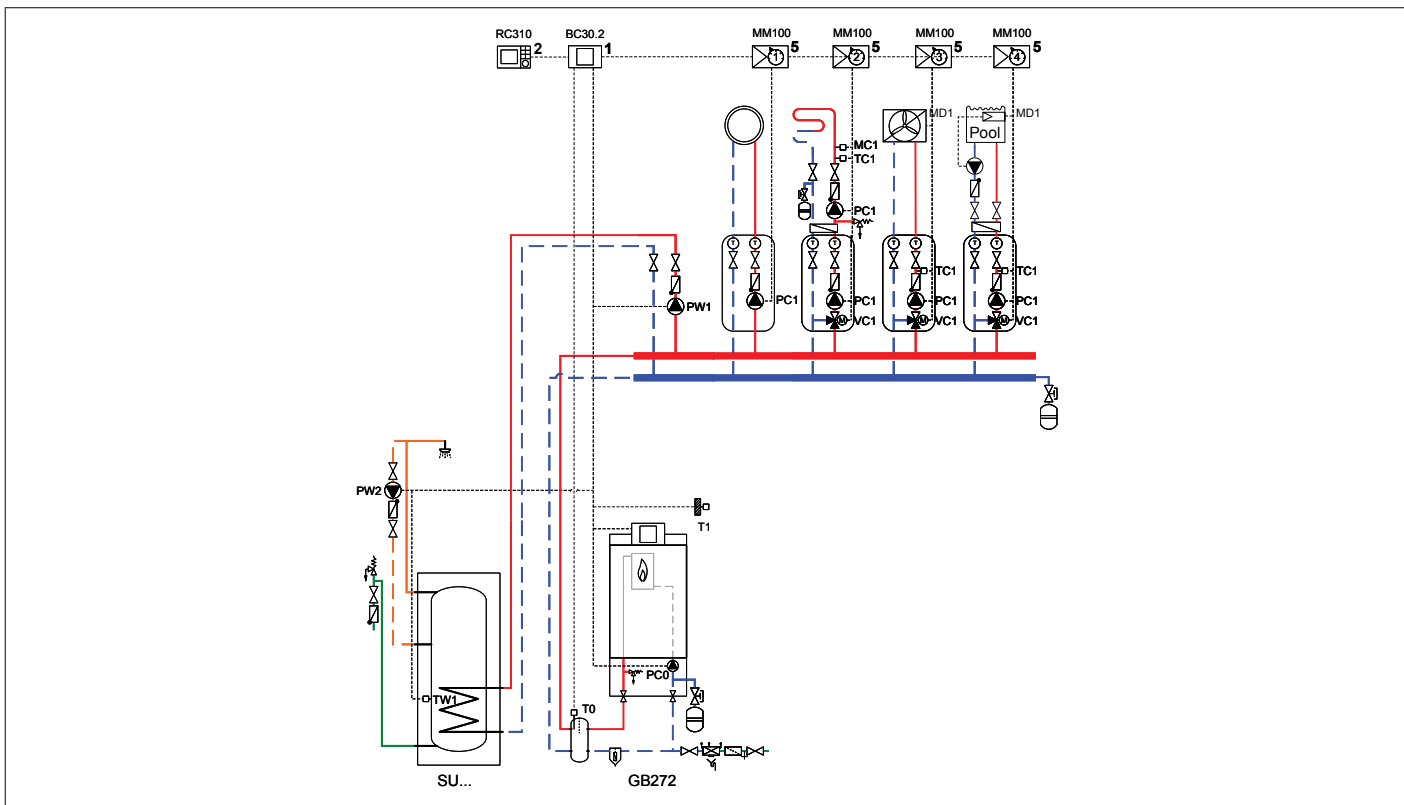 RC310 BC30.2 MM100 MM100 MM100 MM100
2 1 5 5 5 5
1 2 3 4
MD1 MD1
Pool
MC1
TC1
PC1
T T T T T T T T
TC1 TC1
PW1 PC1 PC1 PC1 PC1
M VC1 M VC1 M VC1
PW2
T1
PC0
TW1
T0
SU... GB272